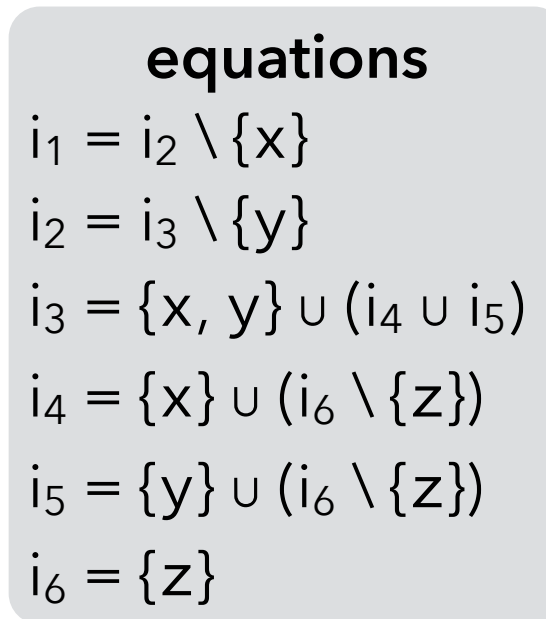 equations
i₁ = i₂ \ {x}
i₂ = i₃ \ {y}
i₃ = {x, y} ∪ (i₄ ∪ i₅)
i₄ = {x} ∪ (i₆ \ {z})
i₅ = {y} ∪ (i₆ \ {z})
i₆ = {z}